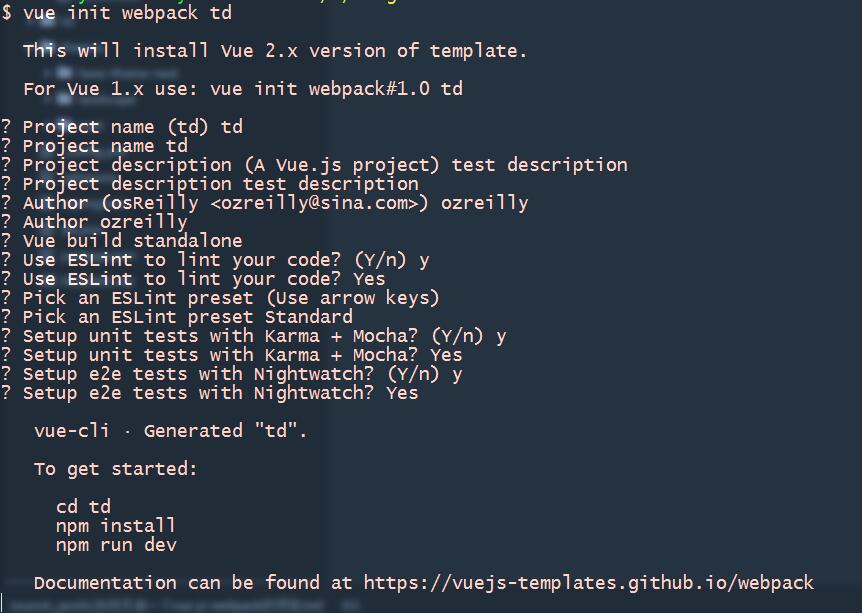 $ vue init webpack td
This will install Vue 2.x version of template.
For Vue 1.x use: vue init webpack#1.0 td
? Project name (td) td
? Project name td
? Project description (A Vue.js project) test description
? Project description test description
? Author (osReilly <ozreilly@sina.com>) ozreilly
? Author ozreilly
? Vue build standalone
? Use ESLint to lint your code? (Y/n) y
? Use ESLint to lint your code? Yes
? Pick an ESLint preset (Use arrow keys)
? Pick an ESLint preset Standard
? Setup unit tests with Karma + Mocha? (Y/n) y
? Setup unit tests with Karma + Mocha? Yes
? Setup e2e tests with Nightwatch? (Y/n) y
? Setup e2e tests with Nightwatch? Yes
vue-cli · Generated "td".
To get started:
cd td
npm install
npm run dev
Documentation can be found at https://vuejs-templates.github.io/webpack